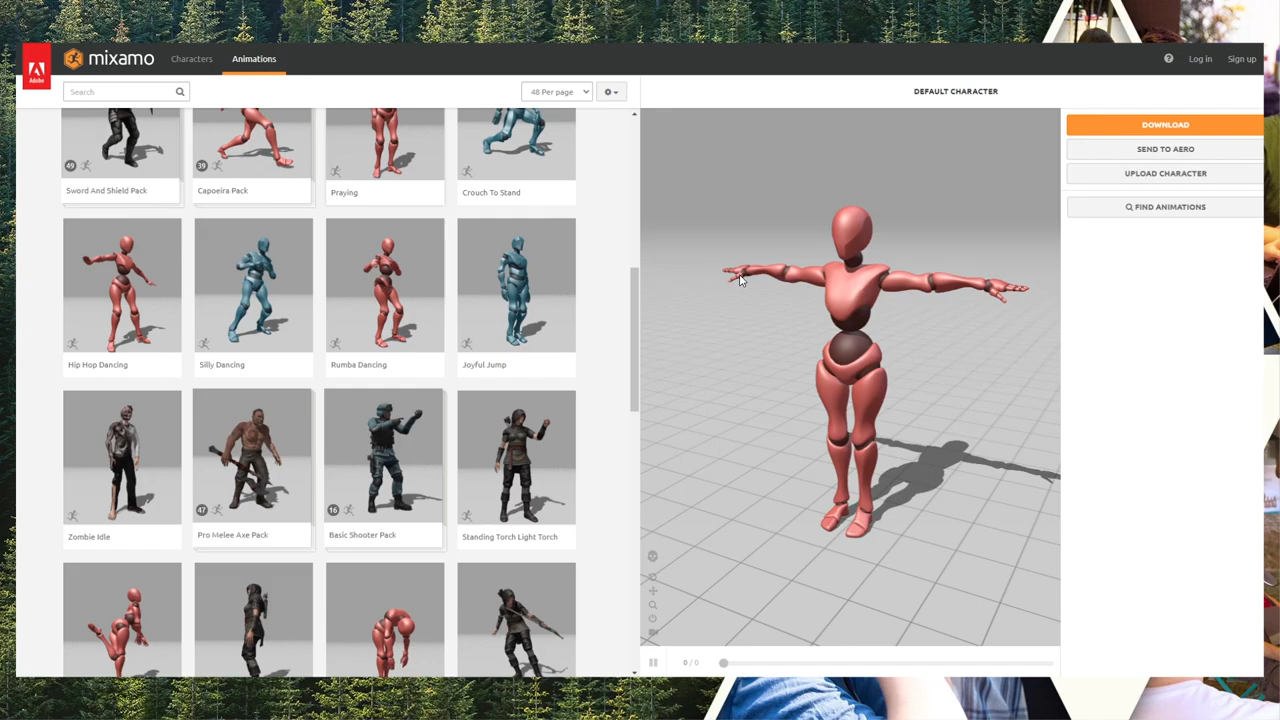 Adobe
mixamo
Characters
Animations
Log in
Sign up
Search
48 Per page
DEFAULT CHARACTER
49
Sword And Shield Pack
39
Capoeira Pack
Praying
Crouch To Stand
DOWNLOAD
SEND TO AERO
UPLOAD CHARACTER
FIND ANIMATIONS
Hip Hop Dancing
Silly Dancing
Rumba Dancing
Joyful Jump
Zombie Idle
47
Pro Melee Axe Pack
16
Basic Shooter Pack
Standing Torch Light Torch
0 / 0